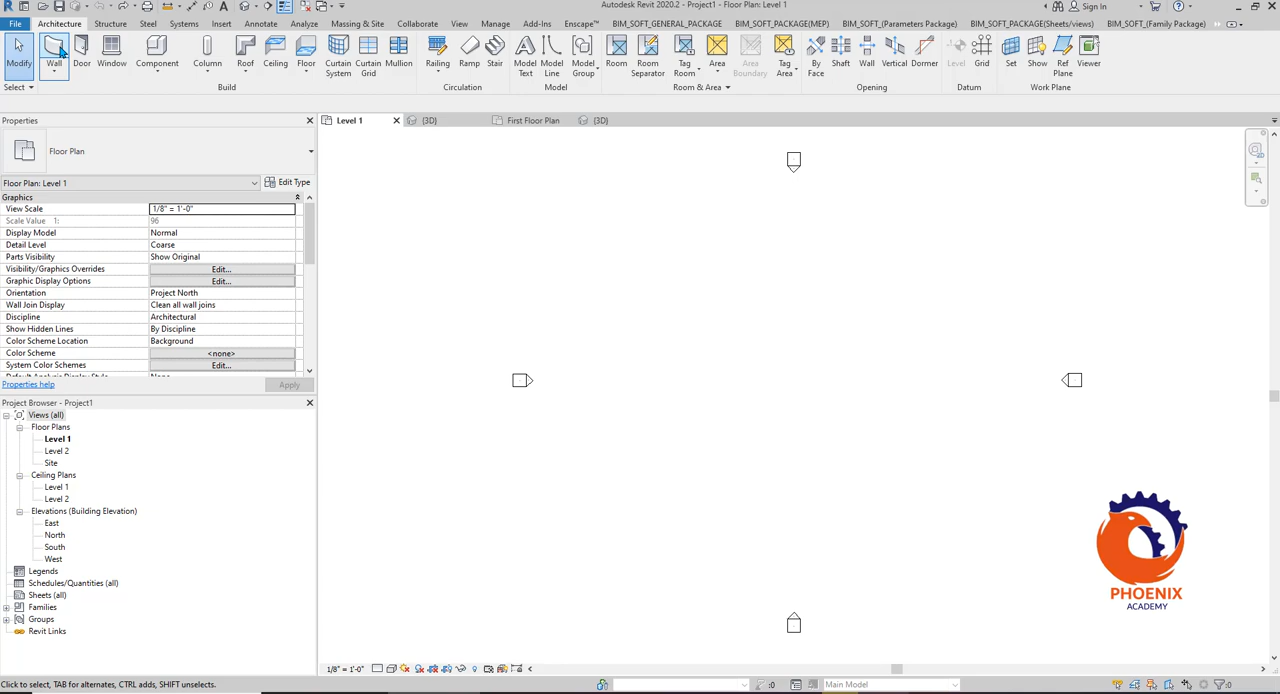 Autodesk Revit 2020.2 - Project1 - Floor Plan: Level 1
Sign In
File Architecture Structure Steel Systems Insert Annotate Analyze Massing & Site Collaborate View Manage Add-Ins Enscape™ BIM_SOFT_GENERAL_PACKAGE BIM_SOFT_PACKAGE(MEP) BIM_SOFT_(Parameters Package) BIM_SOFT_PACKAGE(Sheets/views) BIM_SOFT_(Family Package)
Modify Wall Door Window Component Column Roof Ceiling Floor Curtain System Curtain Grid Mullion Railing Ramp Stair Model Text Model Line Model Group Room Room Separator Tag Room Area Area Boundary Tag Area By Face Shaft Wall Vertical Dormer Level Grid Set Show Ref Plane Viewer
Select Build Circulation Model Room & Area Opening Datum Work Plane
Properties
Level 1 {3D} First Floor Plan {3D}
Floor Plan
Floor Plan: Level 1 Edit Type
Graphics
View Scale 1/8" = 1'-0"
Scale Value 1: 96
Display Model Normal
Detail Level Coarse
Parts Visibility Show Original
Visibility/Graphics Overrides Edit...
Graphic Display Options Edit...
Orientation Project North
Wall Join Display Clean all wall joins
Discipline Architectural
Show Hidden Lines By Discipline
Color Scheme Location Background
Color Scheme <none>
System Color Schemes Edit...
Default Analysis Display Style None
Properties help Apply
Project Browser - Project1
Views (all)
Floor Plans
Level 1
Level 2
Site
Ceiling Plans
Level 1
Level 2
Elevations (Building Elevation)
East
North
South
West
Legends
Schedules/Quantities (all)
Sheets (all)
Families
Groups
Revit Links
PHOENIX
ACADEMY
1/8" = 1'-0"
Click to select, TAB for alternates, CTRL adds, SHIFT unselects.
:0 Main Model :0